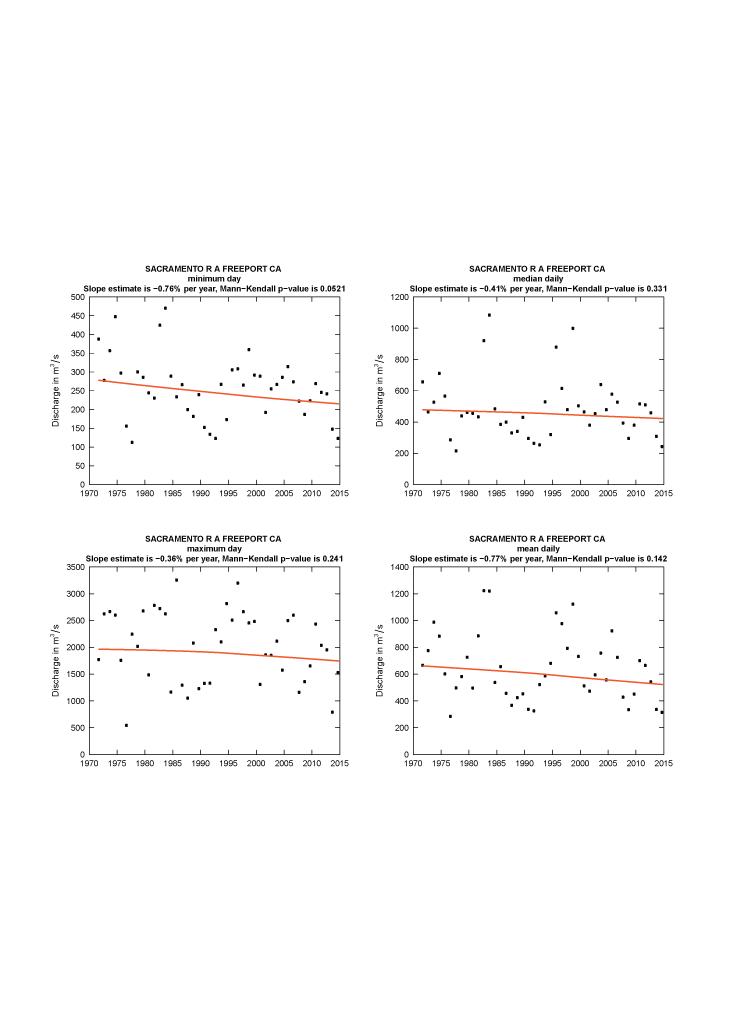 SACRAMENTO R A FREEPORT CA
minimum day
Slope estimate is −0.76% per year, Mann−Kendall p−value is 0.0521
Discharge in m³/s
500
450
400
350
300
250
200
150
100
50
0
1970 1975 1980 1985 1990 1995 2000 2005 2010 2015
SACRAMENTO R A FREEPORT CA
median daily
Slope estimate is −0.41% per year, Mann−Kendall p−value is 0.331
Discharge in m³/s
1200
1000
800
600
400
200
0
1970 1975 1980 1985 1990 1995 2000 2005 2010 2015
SACRAMENTO R A FREEPORT CA
maximum day
Slope estimate is −0.36% per year, Mann−Kendall p−value is 0.241
Discharge in m³/s
3500
3000
2500
2000
1500
1000
500
0
1970 1975 1980 1985 1990 1995 2000 2005 2010 2015
SACRAMENTO R A FREEPORT CA
mean daily
Slope estimate is −0.77% per year, Mann−Kendall p−value is 0.142
Discharge in m³/s
1400
1200
1000
800
600
400
200
0
1970 1975 1980 1985 1990 1995 2000 2005 2010 2015